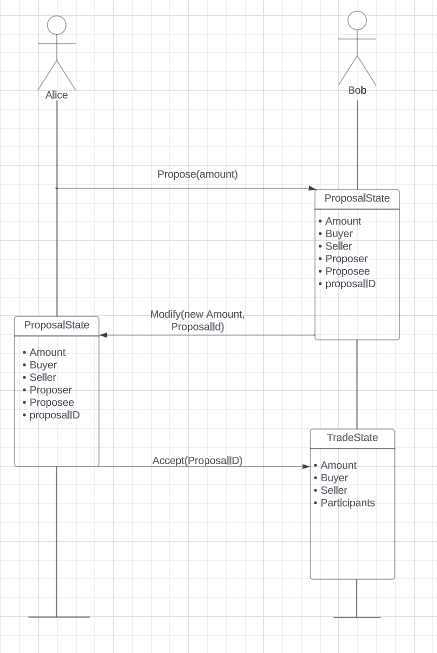 Alice
Bob
Propose(amount)
ProposalState
• Amount
• Buyer
• Seller
• Proposer
• Proposee
• proposalID
Modify(new Amount,
ProposalId)
ProposalState
• Amount
• Buyer
• Seller
• Proposer
• Proposee
• proposalID
Accept(ProposalID)
TradeState
• Amount
• Buyer
• Seller
• Participants